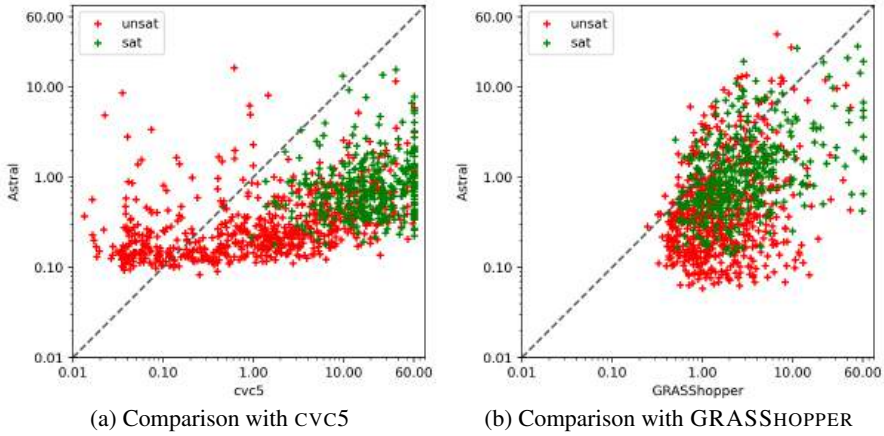 60.00
10.00
1.00
0.10
0.01
Astral
unsat
sat
0.01 0.10 1.00 10.00 60.00
cvc5
(a) Comparison with CVC5
60.00
10.00
1.00
0.10
0.01
Astral
unsat
sat
0.01 0.10 1.00 10.00 60.00
GRASShopper
(b) Comparison with GRASSHOPPER